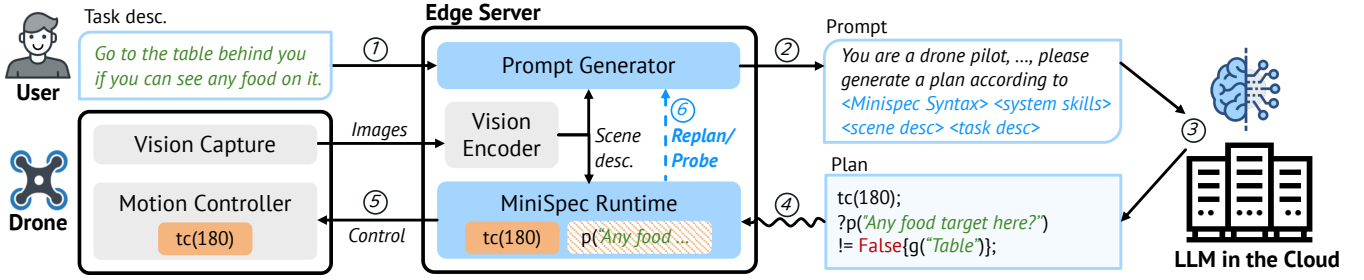 Task desc.
Go to the table behind you
if you can see any food on it.
User
1
Edge Server
Prompt Generator
2
Prompt
You are a drone pilot, ..., please
generate a plan according to
<Minispec Syntax> <system skills>
<scene desc> <task desc>
3
LLM in the Cloud
Vision Capture
Images
Vision
Encoder
Scene
desc.
6
Replan/
Probe
Drone
Motion Controller
tc(180)
5
Control
MiniSpec Runtime
tc(180)
p("Any food ...
4
Plan
tc(180);
?p("Any food target here?")
!= False{g("Table")};